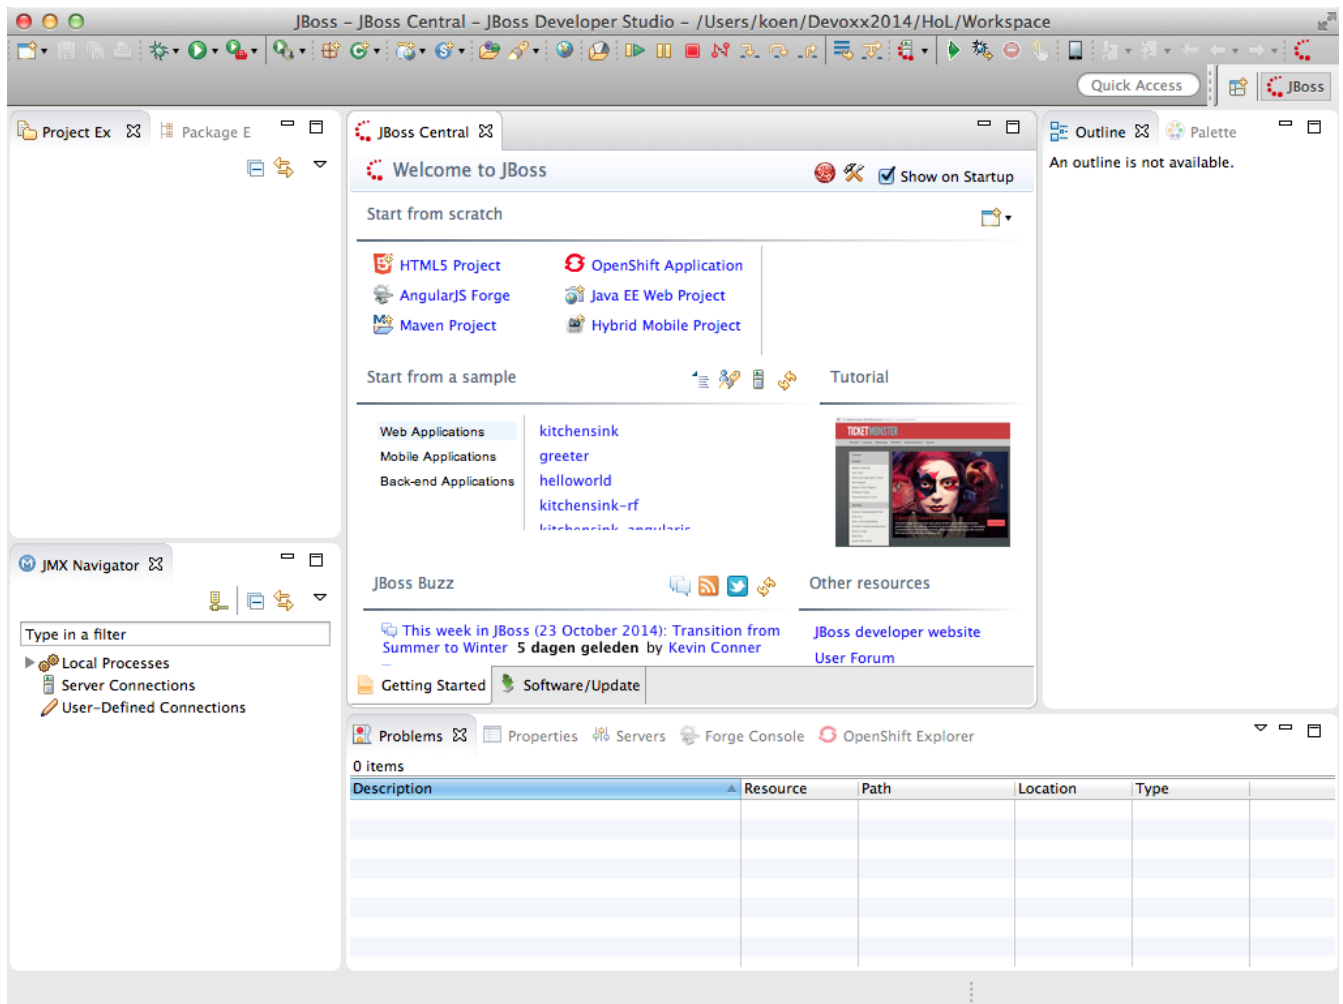 JBoss – JBoss Central – JBoss Developer Studio – /Users/koen/Devoxx2014/HoL/Workspace
Quick Access
JBoss
Project Ex
Package E
JBoss Central
Outline
Palette
An outline is not available.
Welcome to JBoss
Show on Startup
Start from scratch
HTML5 Project
OpenShift Application
AngularJS Forge
Java EE Web Project
Maven Project
Hybrid Mobile Project
Start from a sample
Tutorial
Web Applications
Mobile Applications
Back-end Applications
kitchensink
greeter
helloworld
kitchensink-rf
kitchensink-angularjs
TICKETMONSTER
JMX Navigator
Type in a filter
Local Processes
Server Connections
User-Defined Connections
JBoss Buzz
Other resources
This week in JBoss (23 October 2014): Transition from
Summer to Winter 5 dagen geleden by Kevin Conner
JBoss developer website
User Forum
Getting Started
Software/Update
Problems
Properties
Servers
Forge Console
OpenShift Explorer
0 items
Description
Resource
Path
Location
Type